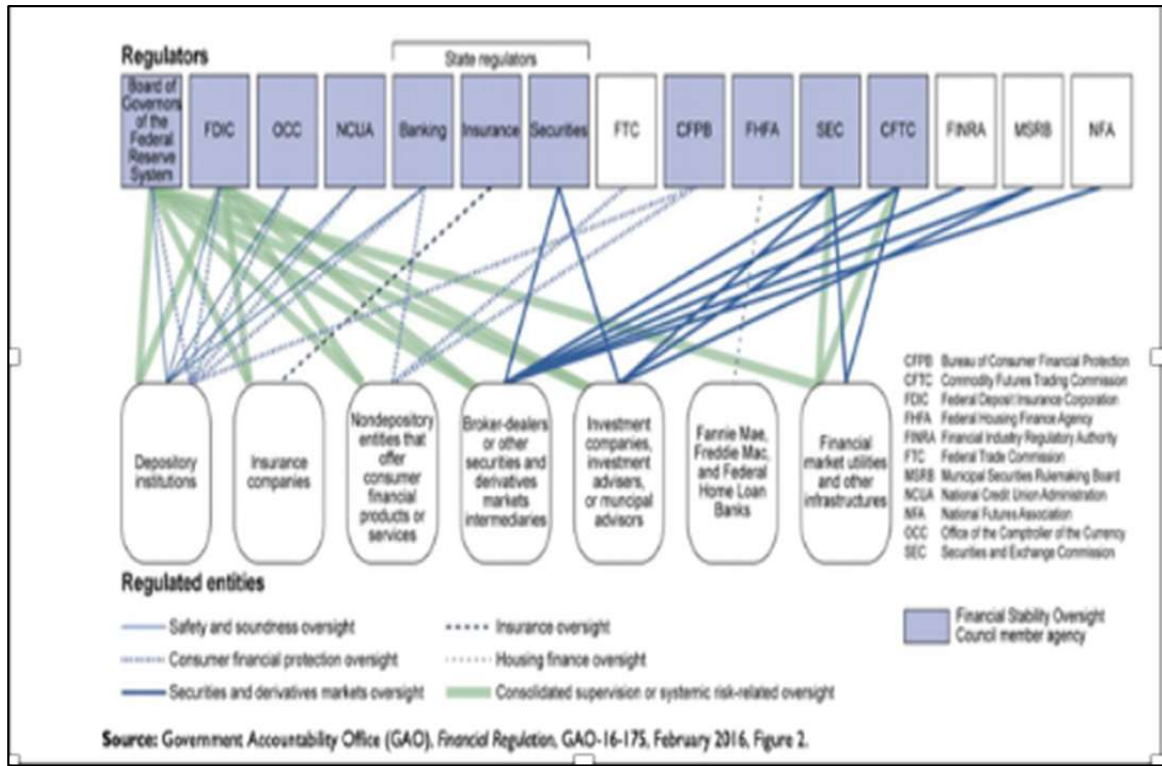 Regulators
State regulators
Board of
Governors
of the
Federal
Reserve
System
FDIC
OCC
NCUA
Banking
Insurance
Securities
FTC
CFPB
FHFA
SEC
CFTC
FINRA
MSRB
NFA
Depository
institutions
Insurance
companies
Nondepository
entities that
offer
consumer
financial
products or
services
Broker-dealers
or other
securities and
derivatives
markets
intermediaries
Investment
companies,
investment
advisers,
or muncipal
advisors
Fannie Mae,
Freddie Mac,
and Federal
Home Loan
Banks
Financial
market utilities
and other
infrastructures
CFPB Bureau of Consumer Financial Protection
CFTC Commodity Futures Trading Commission
FDIC Federal Deposit Insurance Corporation
FHFA Federal Housing Finance Agency
FINRA Financial Industry Regulatory Authority
FTC Federal Trade Commission
MSRB Muncipal Securities Rulemaking Board
NCUA National Credit Union Administration
NFA National Futures Association
OCC Office of the Comptroller of the Currency
SEC Securities and Exchange Commission
Regulated entities
Safety and soundness oversight
Consumer financial protection oversight
Securities and derivatives markets oversight
Insurance oversight
Housing finance oversight
Consolidated supervision or systemic risk-related oversight
Financial Stability Oversight
Council member agency
Source: Government Accountability Office (GAO), Financial Regulation, GAO-16-175, February 2016, Figure 2.